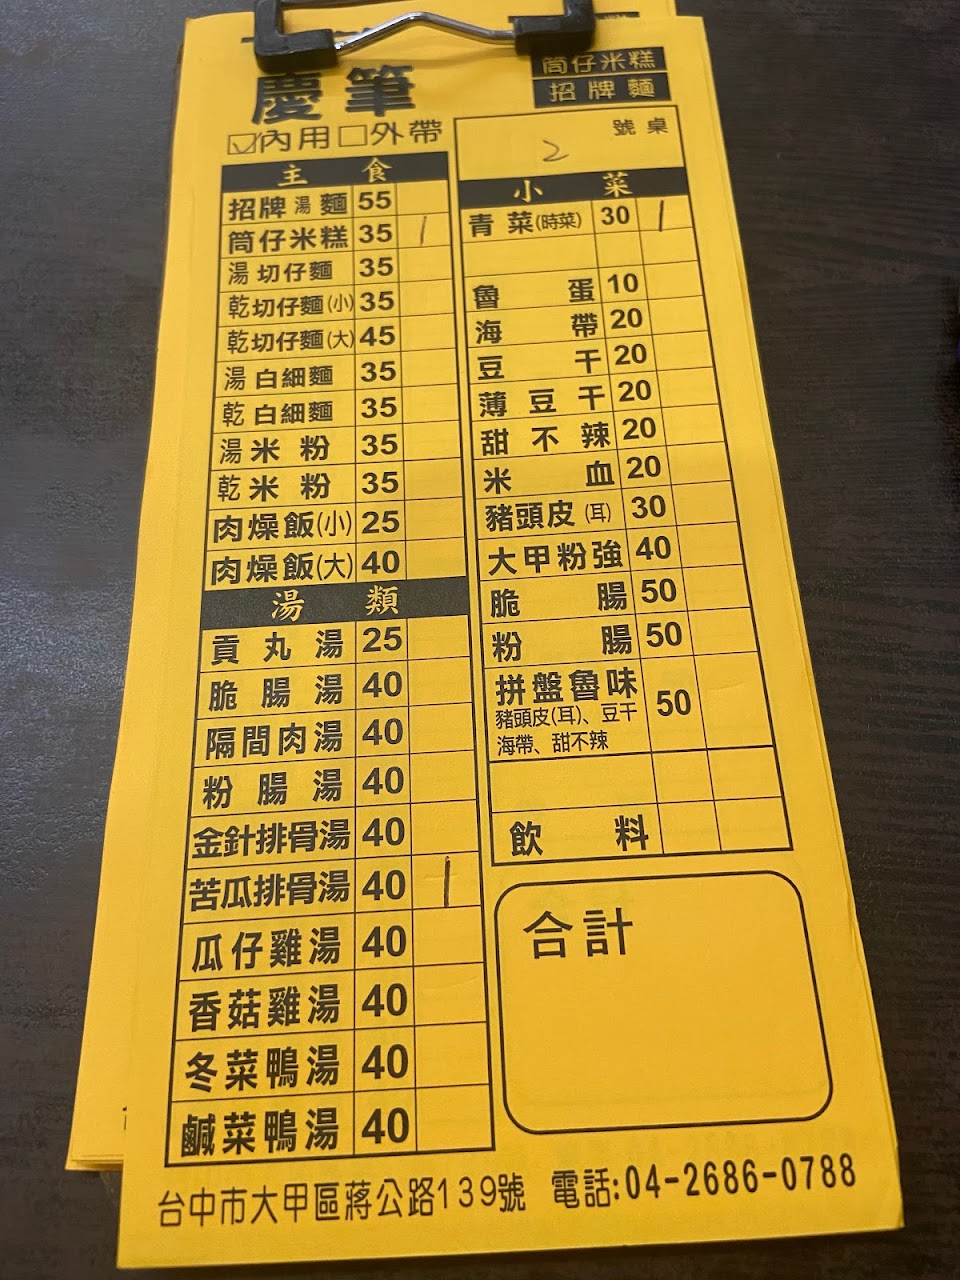 慶筆
筒仔米糕
招牌麵
☑內用□外帶
號桌
2
主食
招牌湯麵 55
筒仔米糕 35 1
湯切仔麵 35
乾切仔麵(小) 35
乾切仔麵(大) 45
湯白細麵 35
乾白細麵 35
湯米粉 35
乾米粉 35
肉燥飯(小) 25
肉燥飯(大) 40
湯類
貢丸湯 25
脆腸湯 40
隔間肉湯 40
粉腸湯 40
金針排骨湯 40
苦瓜排骨湯 40 1
瓜仔雞湯 40
香菇雞湯 40
冬菜鴨湯 40
鹹菜鴨湯 40
小菜
青菜(時菜) 30 1
魯蛋 10
海帶 20
豆干 20
薄豆干 20
甜不辣 20
米血 20
豬頭皮(耳) 30
大甲粉強 40
脆腸 50
粉腸 50
拼盤魯味 50
豬頭皮(耳)、豆干
海帶、甜不辣
飲料
合計
台中市大甲區蔣公路139號 電話:04-2686-0788